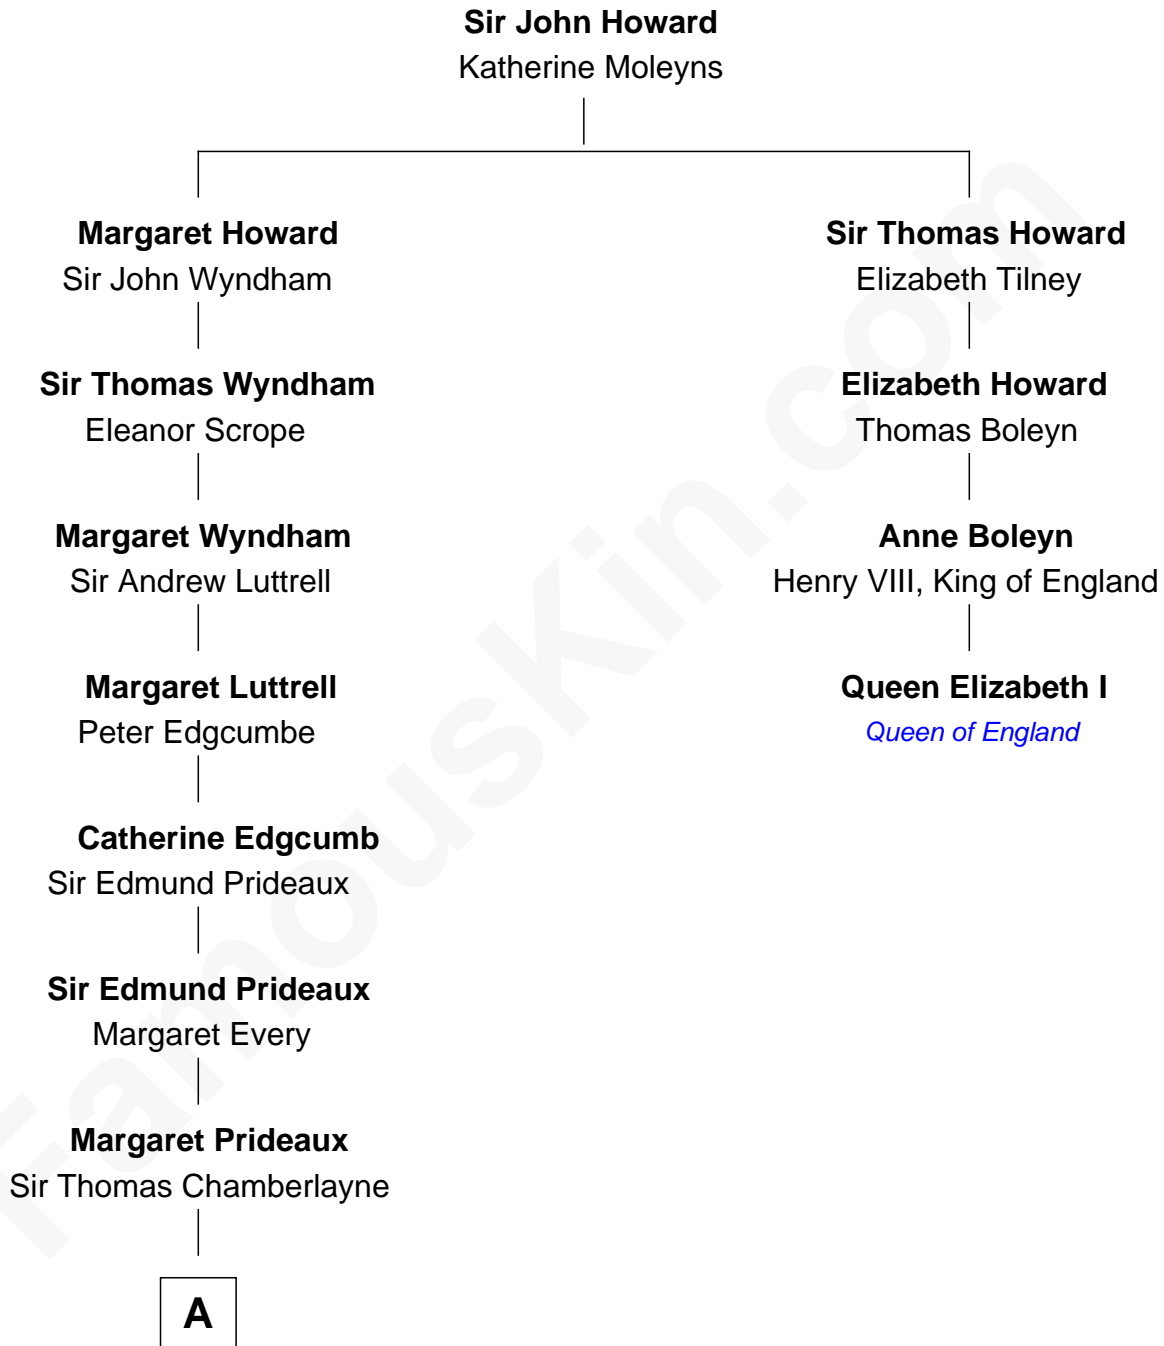 Sir John Howard
Katherine Moleyns
Margaret Howard
Sir John Wyndham
Sir Thomas Wyndham
Eleanor Scrope
Margaret Wyndham
Sir Andrew Luttrell
Margaret Luttrell
Peter Edgcumbe
Catherine Edgcumb
Sir Edmund Prideaux
Sir Edmund Prideaux
Margaret Every
Margaret Prideaux
Sir Thomas Chamberlayne
A
Sir Thomas Howard
Elizabeth Tilney
Elizabeth Howard
Thomas Boleyn
Anne Boleyn
Henry VIII, King of England
Queen Elizabeth I
Queen of England
FamousKin.com